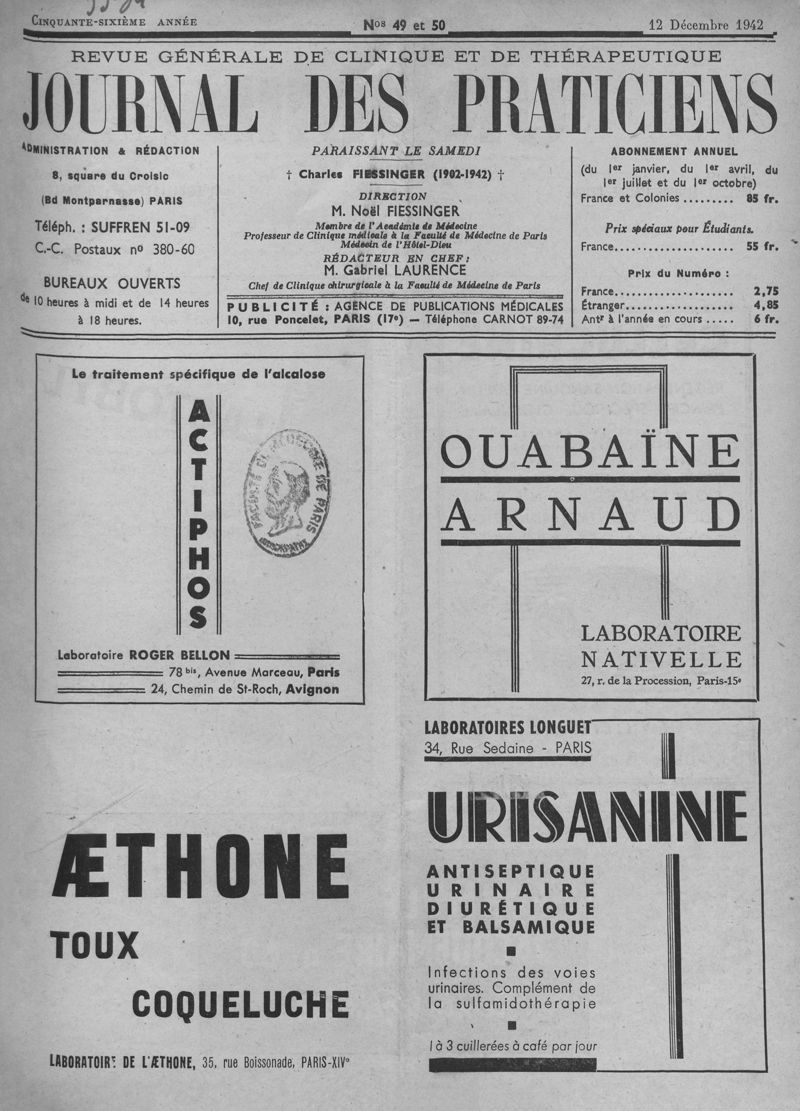 CINQUANTE-SIXIÈME ANNÉE
Nos 49 et 50
12 Décembre 1942
REVUE GÉNÉRALE DE CLINIQUE ET DE THÉRAPEUTIQUE
JOURNAL DES PRATICIENS
ADMINISTRATION & RÉDACTION
8, square du Croisic
(Bd Montparnasse) PARIS
Téléph. : SUFFREN 51-09
C.-C. Postaux no 380-60
BUREAUX OUVERTS
de 10 heures à midi et de 14 heures
à 18 heures.
PARAISSANT LE SAMEDI
† Charles FIESSINGER (1902-1942) †
DIRECTION
M. Noël FIESSINGER
Membre de l'Académie de Médecine
Professeur de Clinique médicale à la Faculté de Médecine de Paris
Médecin de l'Hôtel-Dieu
RÉDACTEUR EN CHEF:
M. Gabriel LAURENCE
Chef de Clinique chirurgicale à la Faculté de Médecine de Paris
PUBLICITÉ : AGENCE DE PUBLICATIONS MÉDICALES
10, rue Poncelet, PARIS (17e) — Téléphone CARNOT 89-74
ABONNEMENT ANNUEL
(du 1er janvier, du 1er avril, du
1er juillet et du 1er octobre)
France et Colonies ......... 85 fr.
Prix spéciaux pour Étudiants.
France.................... 55 fr.
Prix du Numéro :
France.................... 2,75
Étranger.................. 4,85
Antr à l'année en cours ..... 6 fr.
Le traitement spécifique de l'alcalose
ACTIPHOS
FACULTÉ DE MÉDECINE DE PARIS
Laboratoire ROGER BELLON
78 bis, Avenue Marceau, Paris
24, Chemin de St-Roch, Avignon
OUABAÏNE
ARNAUD
LABORATOIRE
NATIVELLE
27, r. de la Procession, Paris-15e
ÆTHONE
TOUX
COQUELUCHE
LABORATOIRE DE L'ÆTHONE, 35, rue Boissonade, PARIS-XIVe
LABORATOIRES LONGUET
34, Rue Sedaine - PARIS
URISANINE
ANTISEPTIQUE
URINAIRE
DIURÉTIQUE
ET BALSAMIQUE
Infections des voies
urinaires. Complément de
la sulfamidothérapie
1 à 3 cuillerées à café par jour